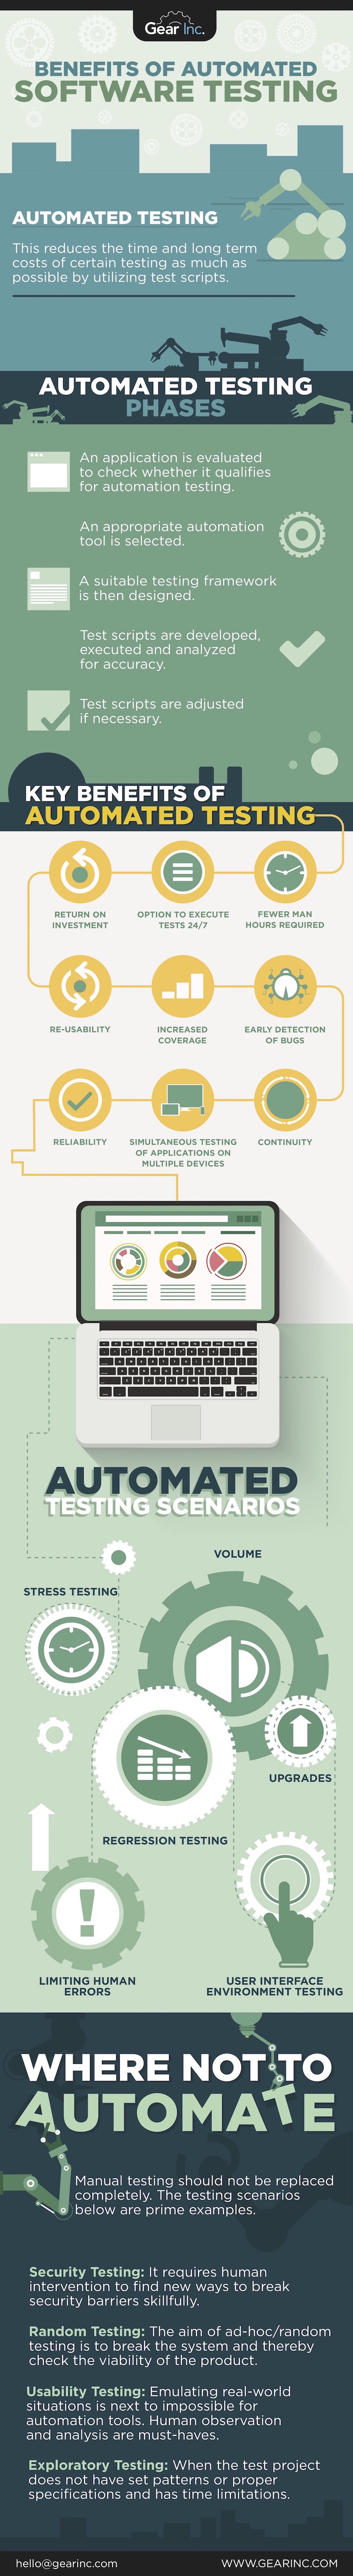 Gear Inc.
BENEFITS OF AUTOMATED
SOFTWARE TESTING
AUTOMATED TESTING
This reduces the time and long term
costs of certain testing as much as
possible by utilizing test scripts.
AUTOMATED TESTING
PHASES
An application is evaluated
to check whether it qualifies
for automation testing.
An appropriate automation
tool is selected.
A suitable testing framework
is then designed.
Test scripts are developed,
executed and analyzed
for accuracy.
Test scripts are adjusted
if necessary.
KEY BENEFITS OF
AUTOMATED TESTING
RETURN ON
INVESTMENT
OPTION TO EXECUTE
TESTS 24/7
FEWER MAN
HOURS REQUIRED
RE-USABILITY
INCREASED
COVERAGE
EARLY DETECTION
OF BUGS
RELIABILITY
SIMULTANEOUS TESTING
OF APPLICATIONS ON
MULTIPLE DEVICES
CONTINUITY
AUTOMATED
TESTING SCENARIOS
VOLUME
STRESS TESTING
UPGRADES
REGRESSION TESTING
LIMITING HUMAN
ERRORS
USER INTERFACE
ENVIRONMENT TESTING
WHERE NOT TO
AUTOMATE
Manual testing should not be replaced
completely. The testing scenarios
below are prime examples.
Security Testing: It requires human
intervention to find new ways to break
security barriers skillfully.
Random Testing: The aim of ad-hoc/random
testing is to break the system and thereby
check the viability of the product.
Usability Testing: Emulating real-world
situations is next to impossible for
automation tools. Human observation
and analysis are must-haves.
Exploratory Testing: When the test project
does not have set patterns or proper
specifications and has time limitations.
hello@gearinc.com
WWW.GEARINC.COM